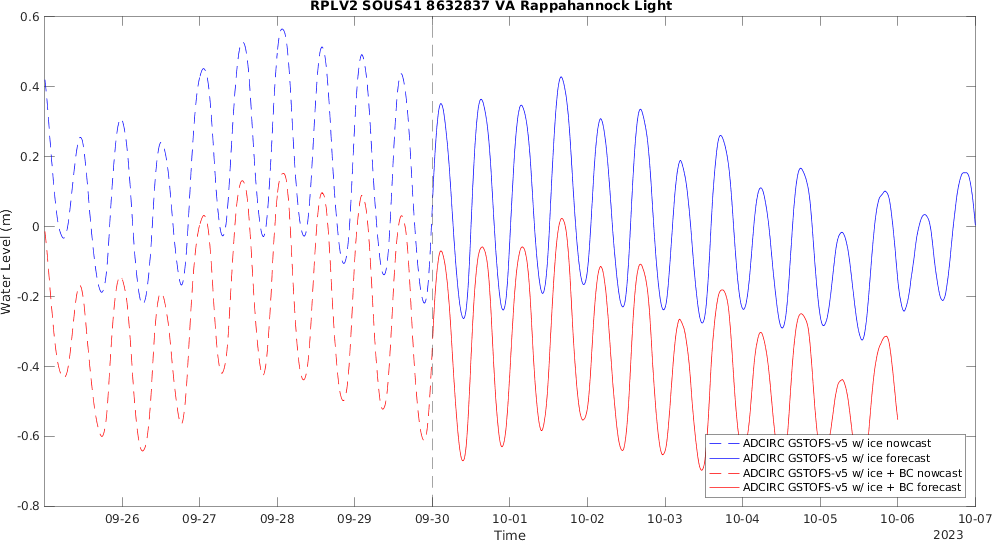 RPLV2 SOUS41 8632837 VA Rappahannock Light
Water Level (m)
0.6
0.4
0.2
0
-0.2
-0.4
-0.6
-0.8
ADCIRC GSTOFS-v5 w/ ice nowcast
ADCIRC GSTOFS-v5 w/ ice forecast
ADCIRC GSTOFS-v5 w/ ice + BC nowcast
ADCIRC GSTOFS-v5 w/ ice + BC forecast
09-26 09-27 09-28 09-29 09-30 10-01 10-02 10-03 10-04 10-05 10-06 10-07
Time
2023